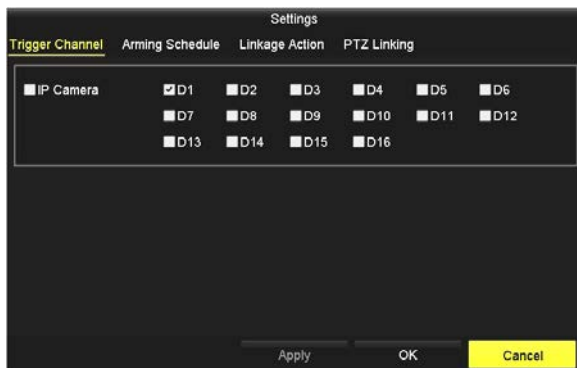 Settings
Trigger Channel Arming Schedule Linkage Action PTZ Linking
IP Camera D1 D2 D3 D4 D5 D6
D7 D8 D9 D10 D11 D12
D13 D14 D15 D16
Apply OK Cancel